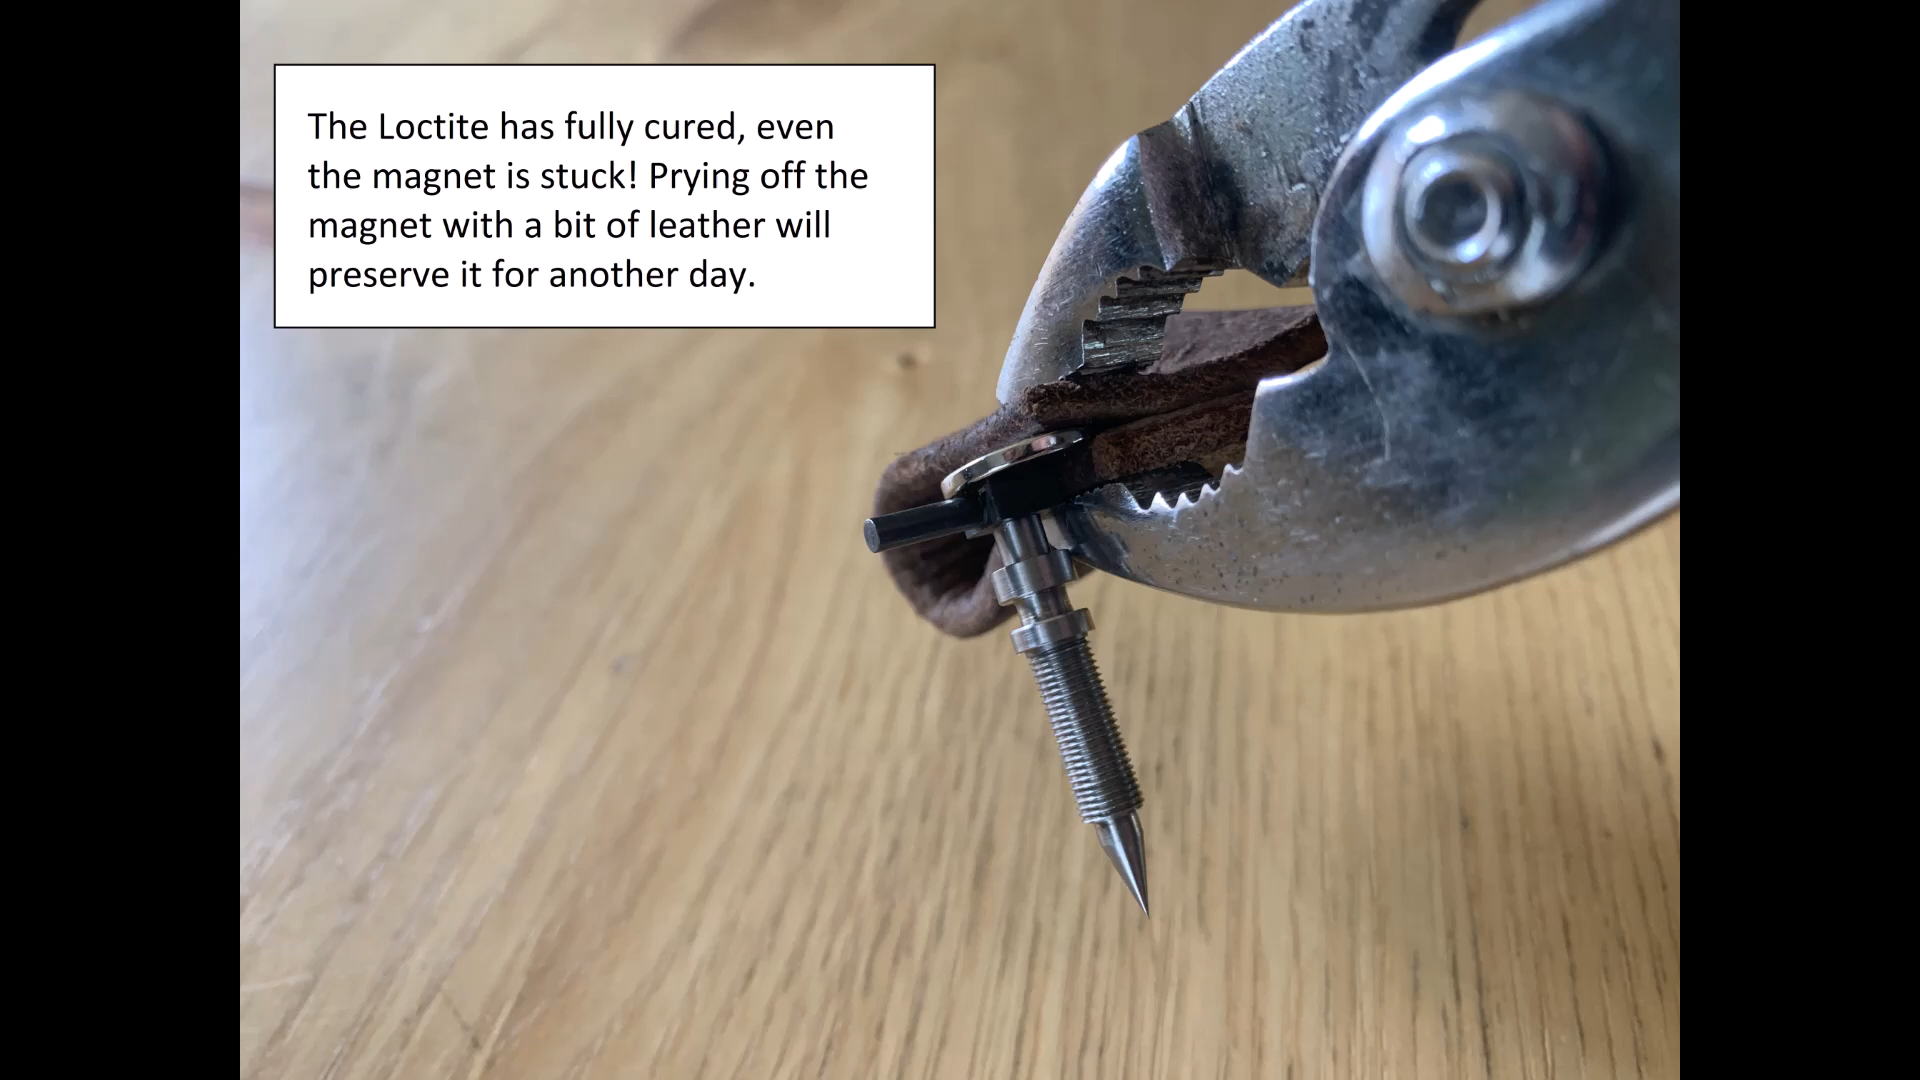 The Loctite has fully cured, even
the magnet is stuck! Prying off the
magnet with a bit of leather will
preserve it for another day.